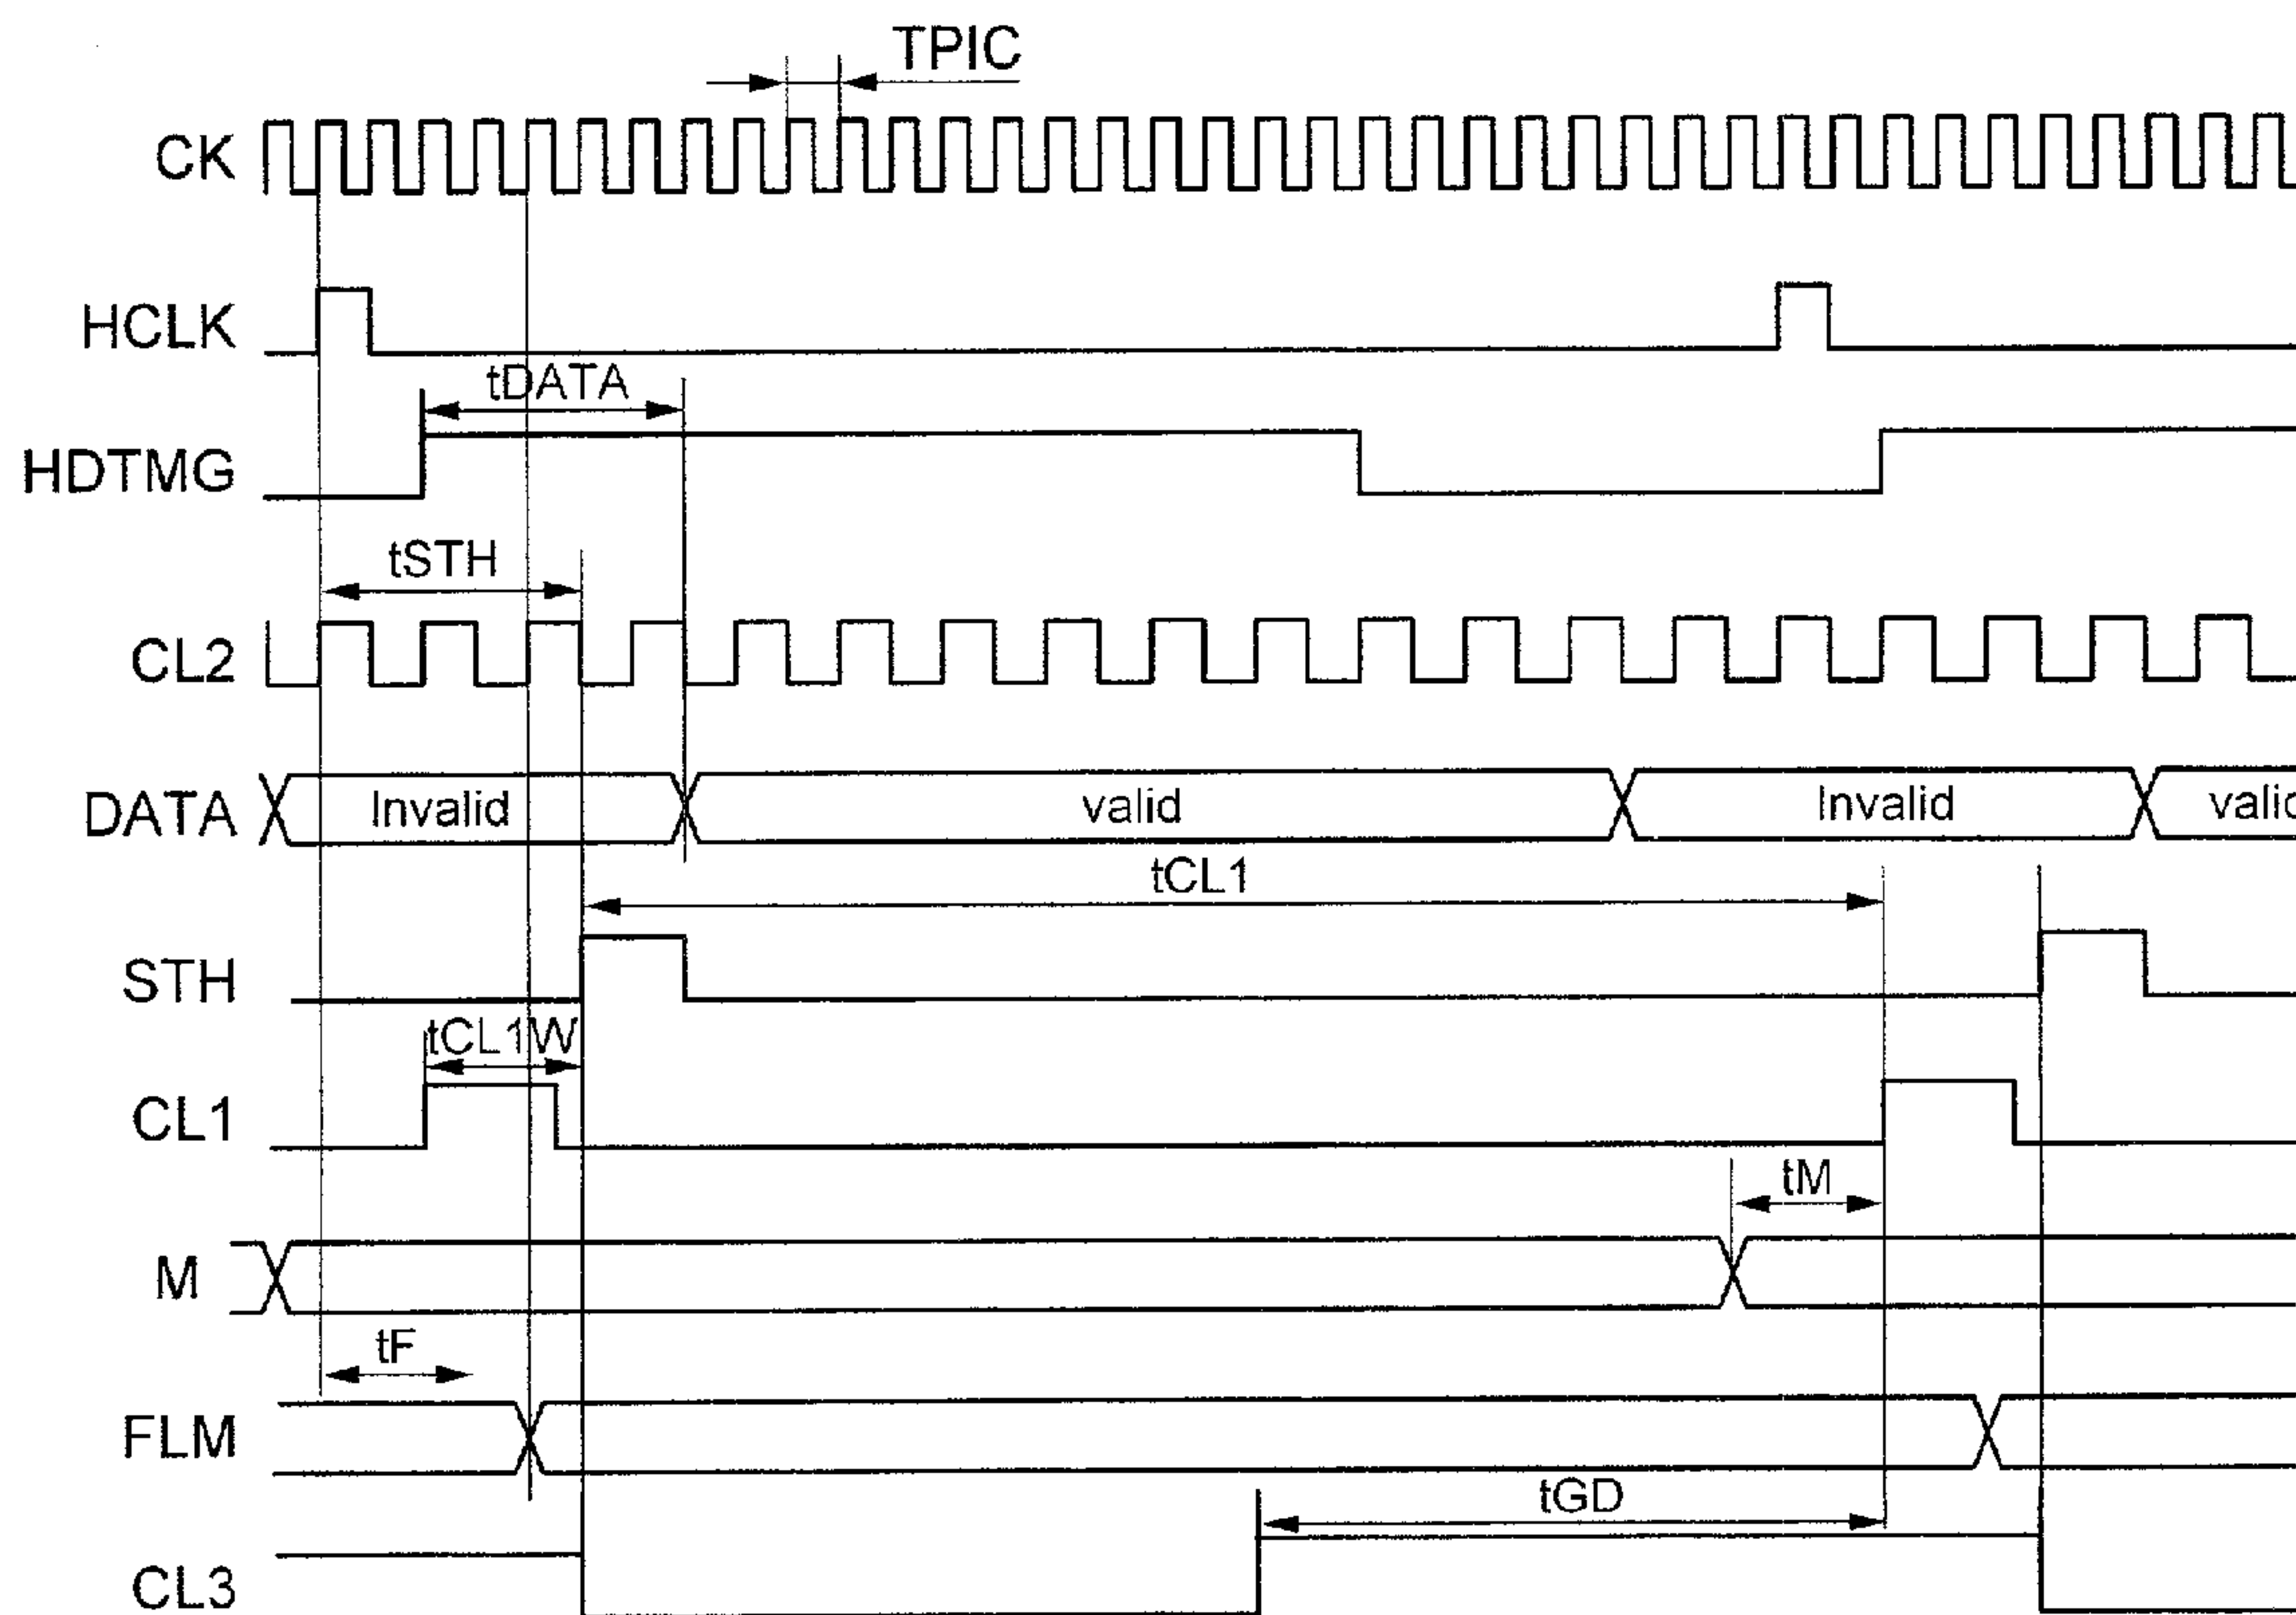 TPIC
CK
HCLK
tDATA
HDTMG
tSTH
CL2
DATA Invalid valid Invalid valid
tCL1
STH
tCL1W
CL1
tM
M
tF
FLM
tGD
CL3